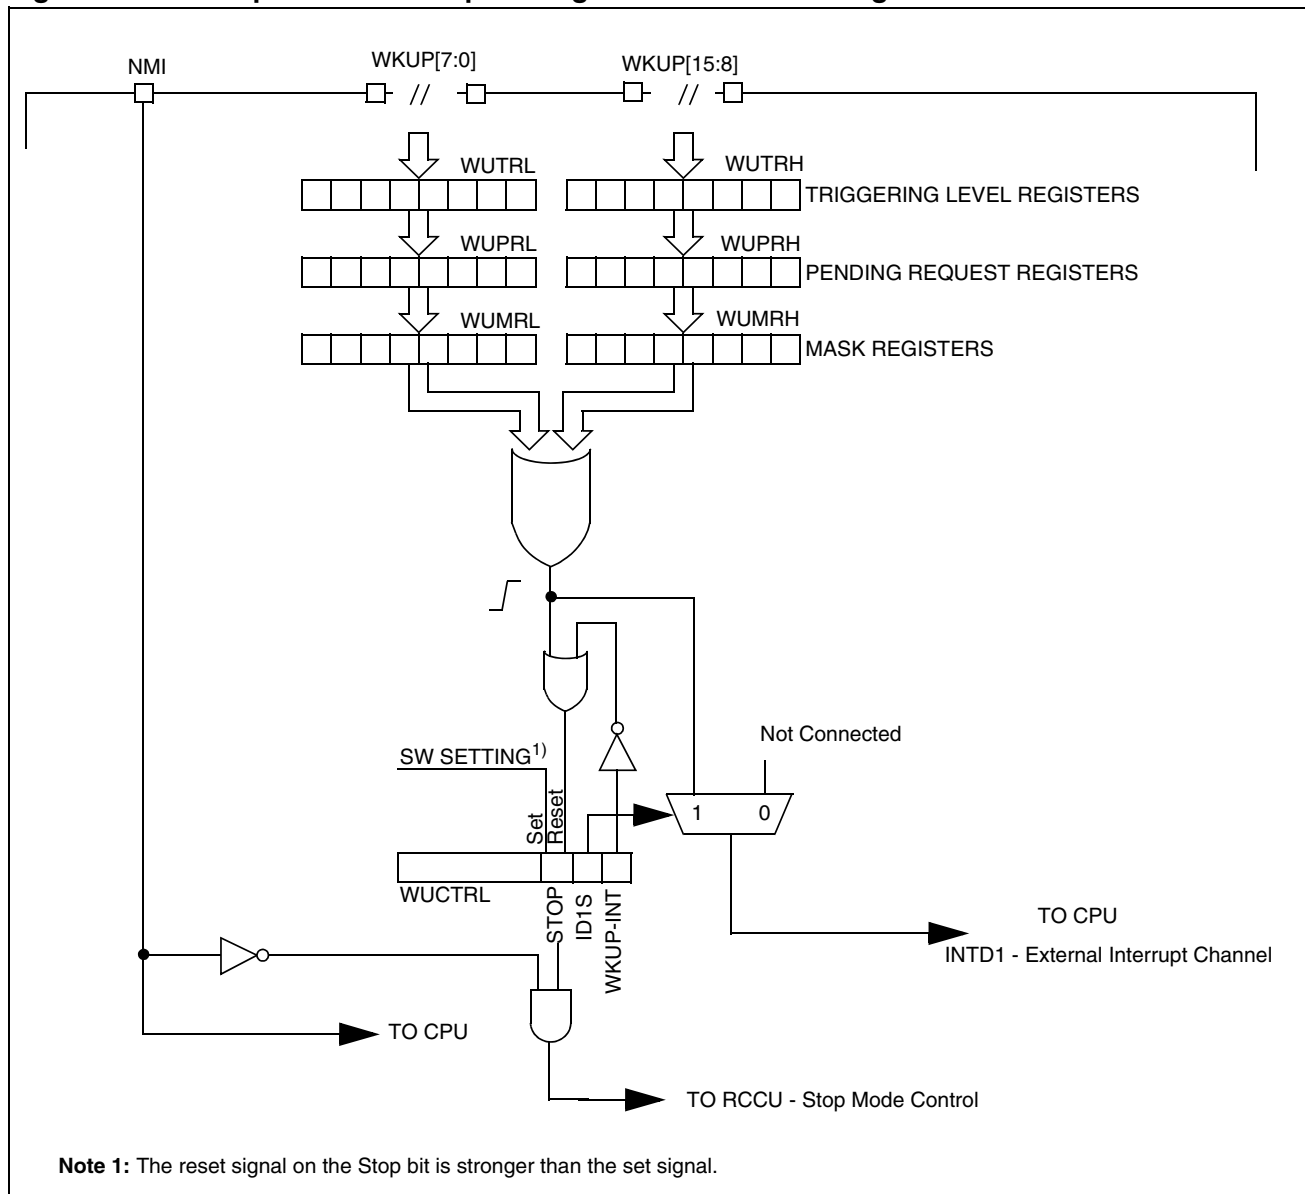 NMI
WKUP[7:0]
WKUP[15:8]
WUTRL
WUTRH
TRIGGERING LEVEL REGISTERS
WUPRL
WUPRH
PENDING REQUEST REGISTERS
WUMRL
WUMRH
MASK REGISTERS
Not Connected
SW SETTING1)
Set
Reset
1
0
WUCTRL
STOP
ID1S
WKUP-INT
TO CPU
INTD1 - External Interrupt Channel
TO CPU
TO RCCU - Stop Mode Control
Note 1: The reset signal on the Stop bit is stronger than the set signal.